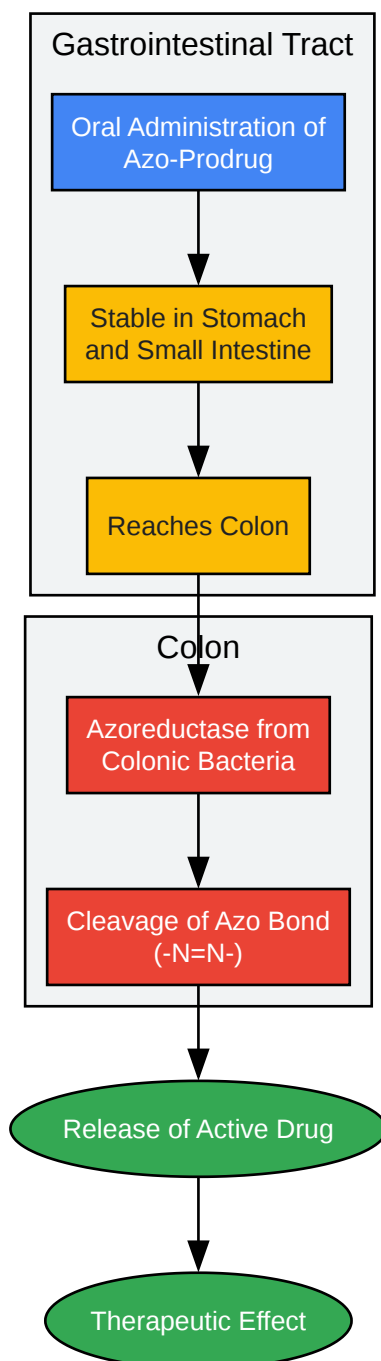 Gastrointestinal Tract
Oral Administration of
Azo-Prodrug
Stable in Stomach
and Small Intestine
Reaches Colon
Colon
Azoreductase from
Colonic Bacteria
Cleavage of Azo Bond
(-N=N-)
Release of Active Drug
Therapeutic Effect